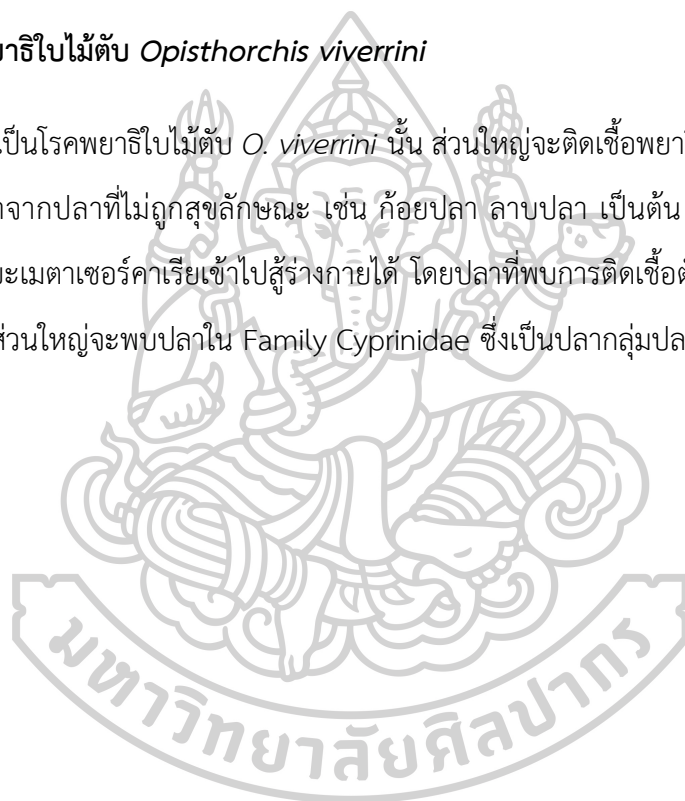 ยาธิใบไม้ตับ Opisthorchis viverrini
เป็นโรคพยาธิใบไม้ตับ O. viverrini นั้น ส่วนใหญ่จะติดเชื้อพยา
จากปลาที่ไม่ถูกสุขลักษณะ เช่น ก้อยปลา ลาบปลา เป็นต้น
ยะเมตาเซอร์คาเรียเข้าไปสู้ร่างกายได้ โดยปลาที่พบการติดเชื้อ
ส่วนใหญ่จะพบปลาใน Family Cyprinidae ซึ่งเป็นปลากลุ่มปล
มหาวิทยาลัยศิลปากร